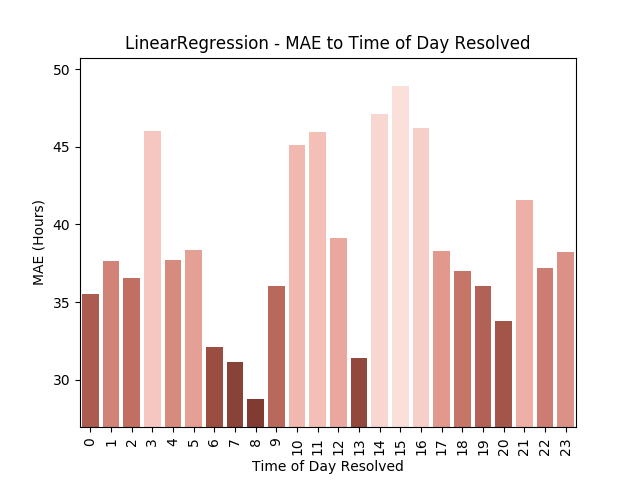 LinearRegression - MAE to Time of Day Resolved
50
45
40
35
30
MAE (Hours)
0 1 2 3 4 5 6 7 8 9 10 11 12 13 14 15 16 17 18 19 20 21 22 23
Time of Day Resolved